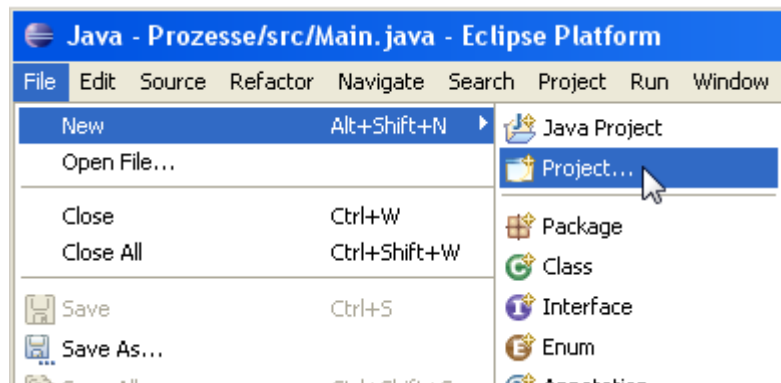 Java - Prozesse/src/Main.java - Eclipse Platform
File Edit Source Refactor Navigate Search Project Run Window
New Alt+Shift+N
Open File...
Close Ctrl+W
Close All Ctrl+Shift+W
Save Ctrl+S
Save As...
Java Project
Project...
Package
Class
Interface
Enum